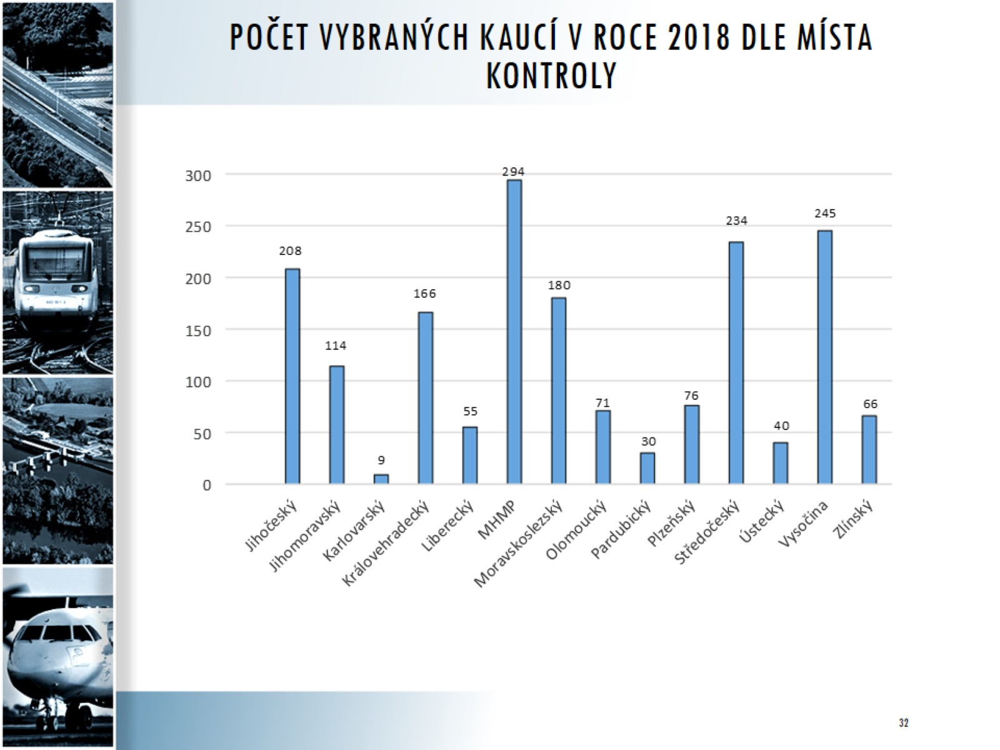 POČET VYBRANÝCH KAUCÍ V ROCE 2018 DLE MÍSTA
KONTROLY
300
250
200
150
100
50
0
208
114
9
166
55
294
180
71
30
76
234
40
245
66
Jihočeský
Jihomoravský
Karlovarský
Královehradecký
Liberecký
MHMP
Moravskoslezský
Olomoucký
Pardubický
Plzeňský
Středočeský
Ústecký
Vysočina
Zlínský
32